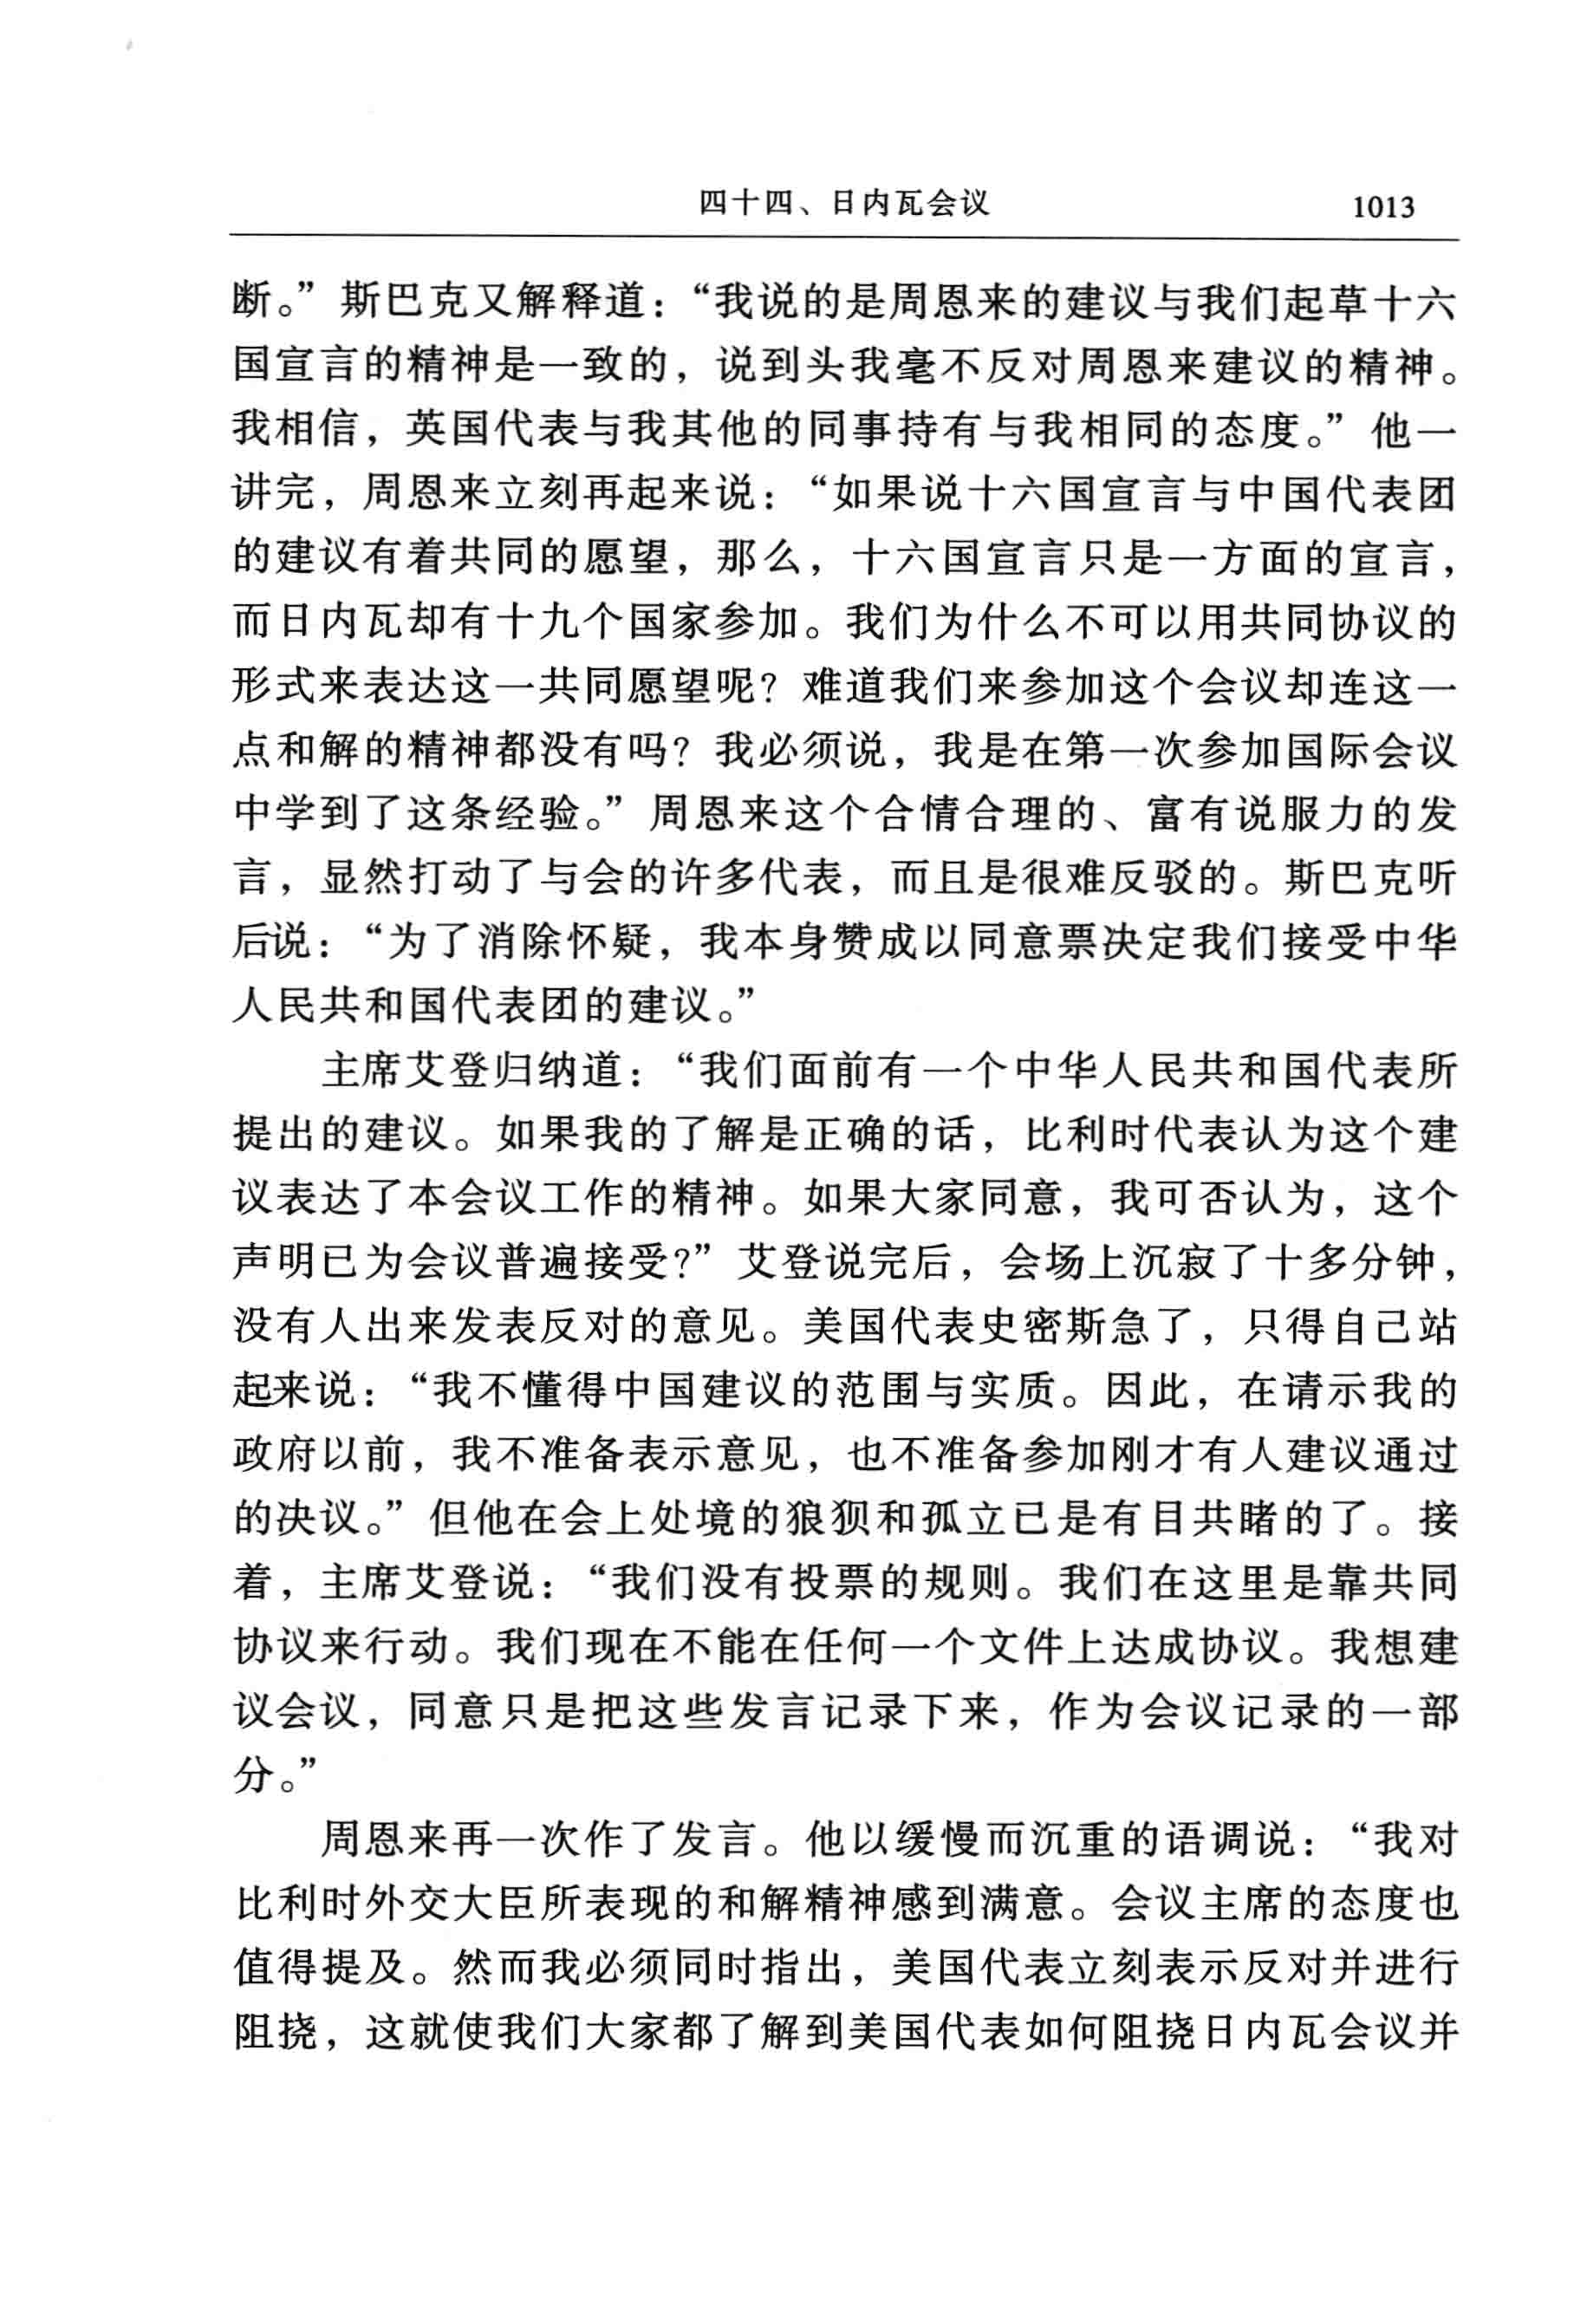 四十四、日内瓦会议 1013
断。”斯巴克又解释道：“我说的是周恩来的建议与我们起草十六
国宣言的精神是一致的，说到头我毫不反对周恩来建议的精神。
我相信，英国代表与我其他的同事持有与我相同的态度。”他一
讲完，周恩来立刻再起来说：“如果说十六国宣言与中国代表团
的建议有着共同的愿望，那么，十六国宣言只是一方面的宣言，
而日内瓦却有十九个国家参加。我们为什么不可以用共同协议的
形式来表达这一共同愿望呢？难道我们来参加这个会议却连这一
点和解的精神都没有吗？我必须说，我是在第一次参加国际会议
中学到了这条经验。”周恩来这个合情合理的、富有说服力的发
言，显然打动了与会的许多代表，而且是很难反驳的。斯巴克听
后说：“为了消除怀疑，我本身赞成以同意票决定我们接受中华
人民共和国代表团的建议。”
主席艾登归纳道：“我们面前有一个中华人民共和国代表所
提出的建议。如果我的了解是正确的话，比利时代表认为这个建
议表达了本会议工作的精神。如果大家同意，我可否认为，这个
声明已为会议普遍接受？”艾登说完后，会场上沉寂了十多分钟，
没有人出来发表反对的意见。美国代表史密斯急了，只得自己站
起来说：“我不懂得中国建议的范围与实质。因此，在请示我的
政府以前，我不准备表示意见，也不准备参加刚才有人建议通过
的决议。”但他在会上处境的狼狈和孤立已是有目共睹的了。接
着，主席艾登说：“我们没有投票的规则。我们在这里是靠共同
协议来行动。我们现在不能在任何一个文件上达成协议。我想建
议会议，同意只是把这些发言记录下来，作为会议记录的一部
分。”
周恩来再一次作了发言。他以缓慢而沉重的语调说：“我对
比利时外交大臣所表现的和解精神感到满意。会议主席的态度也
值得提及。然而我必须同时指出，美国代表立刻表示反对并进行
阻挠，这就使我们大家都了解到美国代表如何阻挠日内瓦会议并